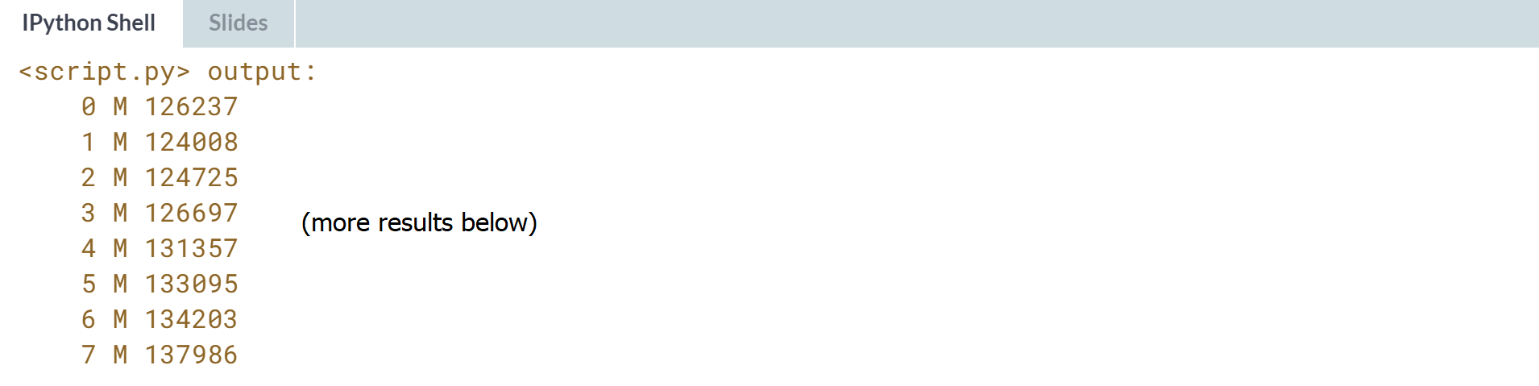 IPython Shell Slides
<script.py> output:
0 M 126237
1 M 124008
2 M 124725
3 M 126697
(more results below)
4 M 131357
5 M 133095
6 M 134203
7 M 137986